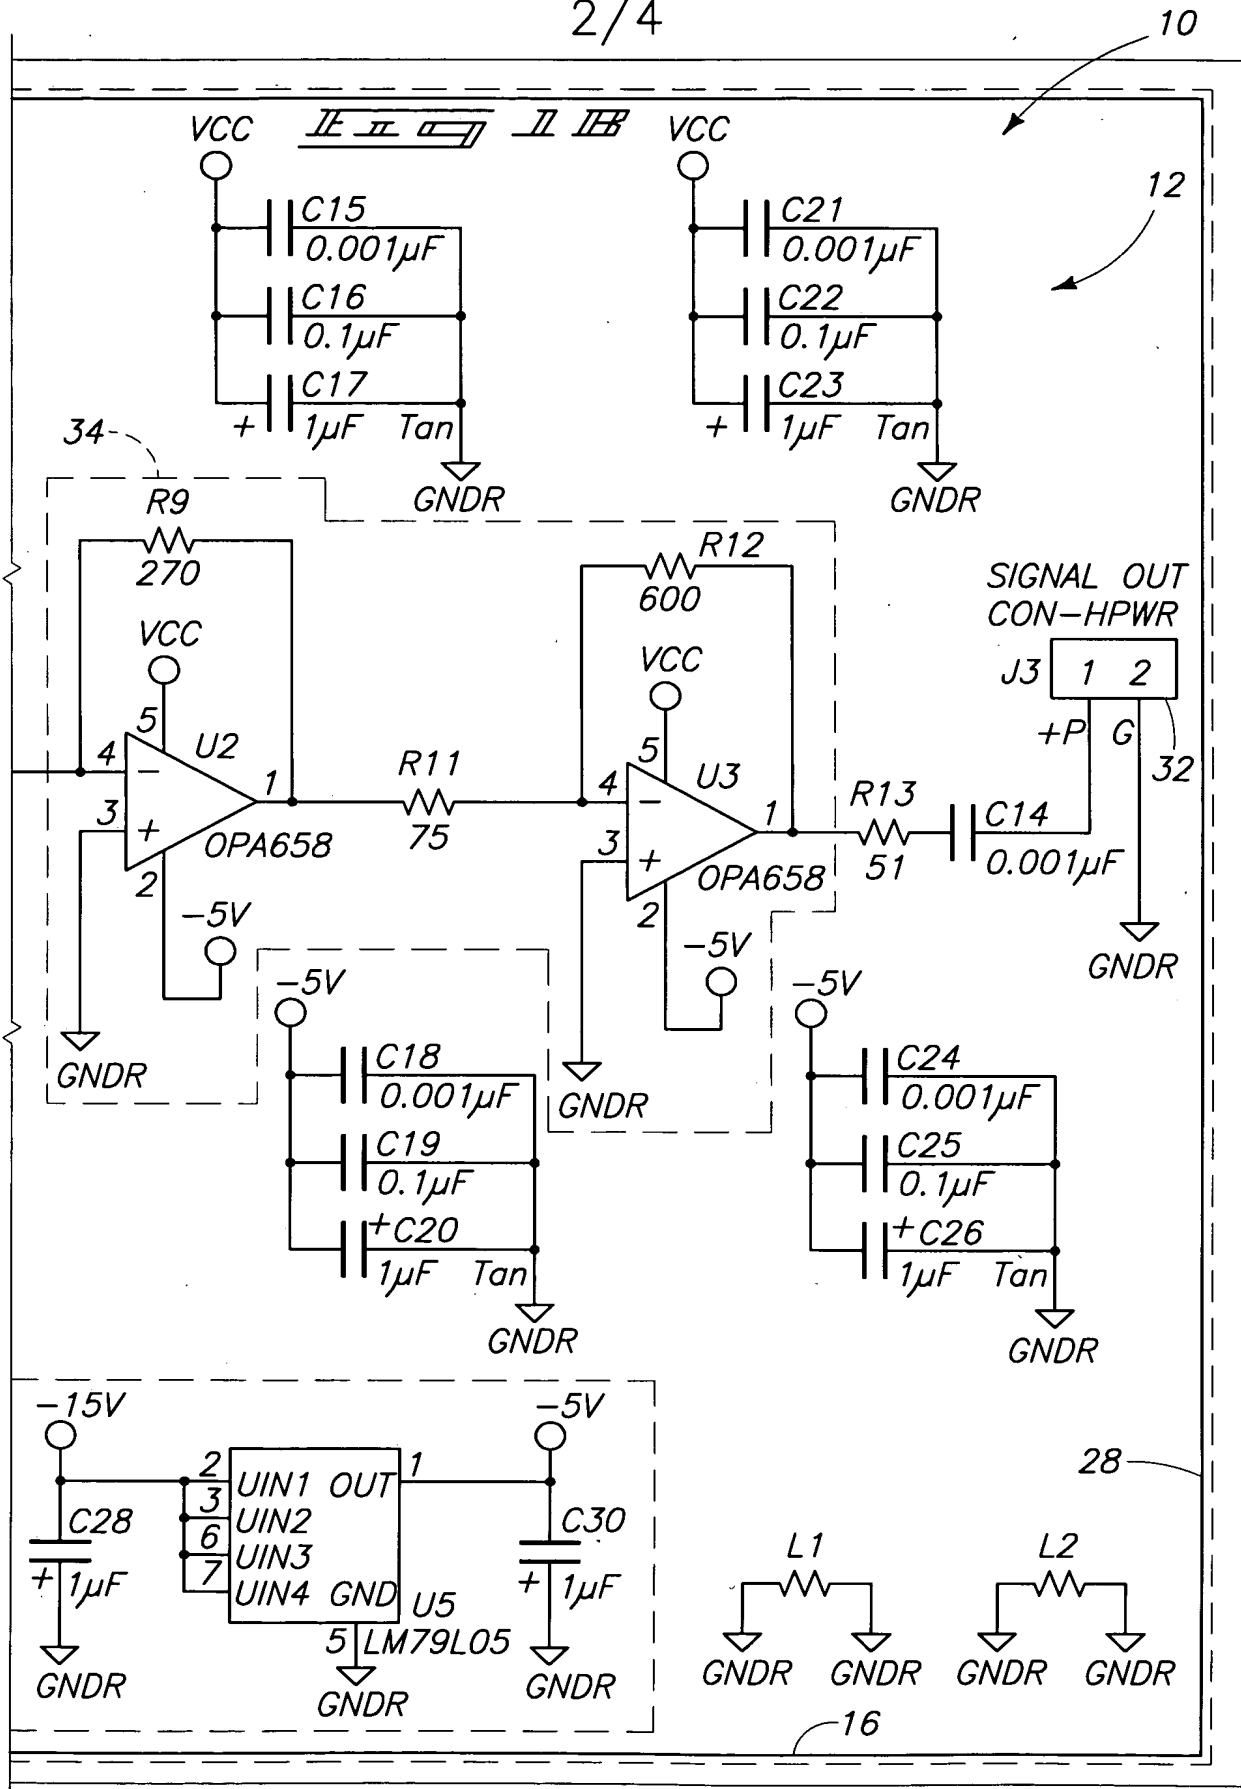 2/4
10
Fig 1B
VCC
VCC
12
C15
0.001µF
C16
0.1µF
C17
+ 1µF Tan
GNDR
C21
0.001µF
C22
0.1µF
C23
+ 1µF Tan
GNDR
34
R9
270
VCC
5
U2
4
−
3
+
1
OPA658
2
−5V
GNDR
R11
75
R12
600
VCC
5
U3
4
−
3
+
1
OPA658
2
−5V
GNDR
SIGNAL OUT
CON-HPWR
J3 1 2
+P G
32
R13
51
C14
0.001µF
GNDR
−5V
C18
0.001µF
C19
0.1µF
+C20
1µF Tan
GNDR
−5V
C24
0.001µF
C25
0.1µF
+C26
1µF Tan
GNDR
−15V
C28
+ 1µF
GNDR
2 UIN1 OUT 1
3 UIN2
6 UIN3
7 UIN4 GND
U5
5 LM79L05
GNDR
−5V
C30
+ 1µF
GNDR
28
L1
GNDR GNDR
L2
GNDR GNDR
16